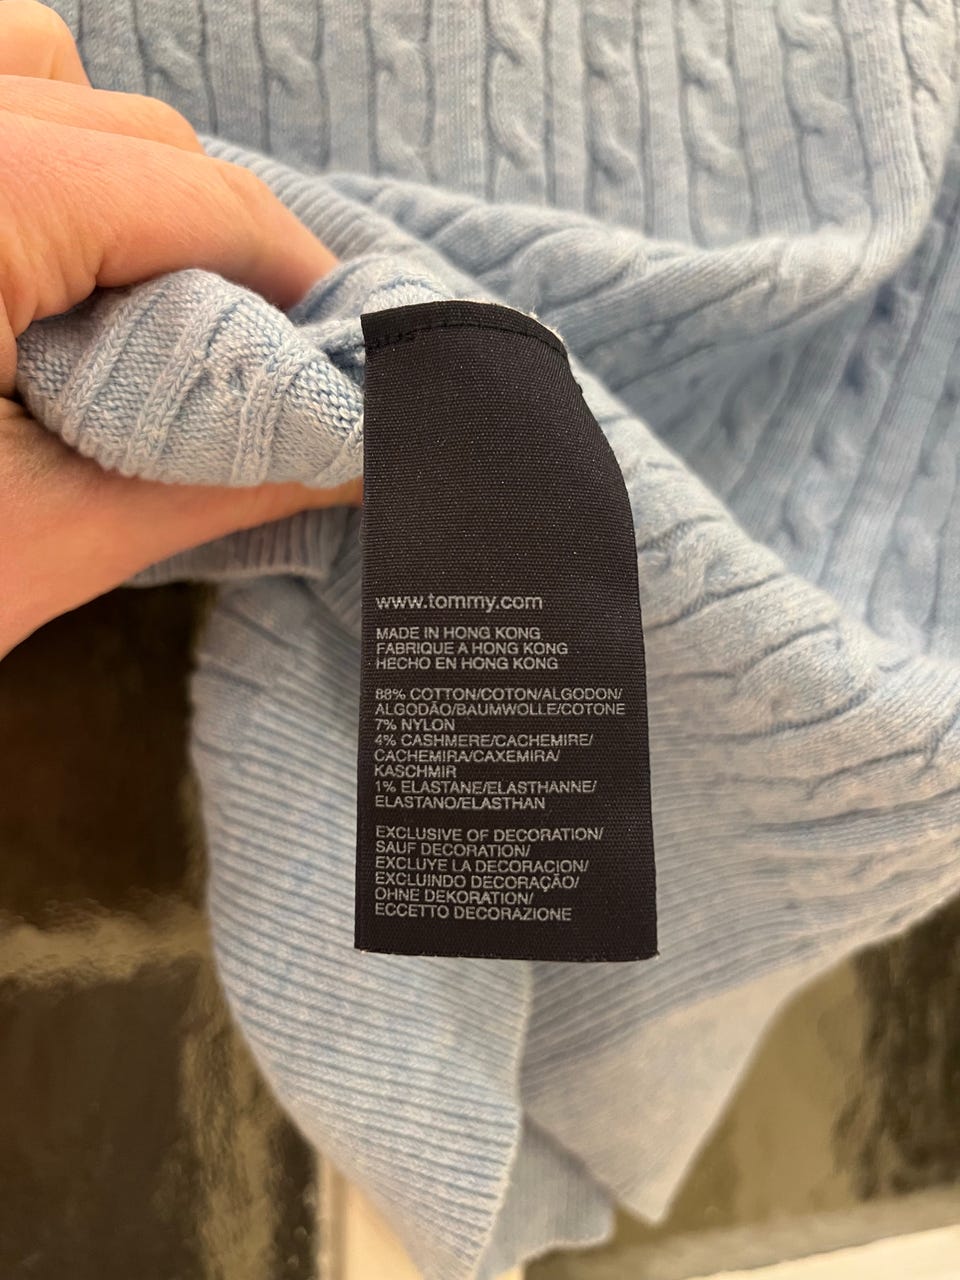 www.tommy.com
MADE IN HONG KONG
FABRIQUE A HONG KONG
HECHO EN HONG KONG
88% COTTON/COTON/ALGODON/
ALGODÃO/BAUMWOLLE/COTONE
7% NYLON
4% CASHMERE/CACHEMIRE/
CACHEMIRA/CAXEMIRA/
KASCHMIR
1% ELASTANE/ELASTHANNE/
ELASTANO/ELASTHAN
EXCLUSIVE OF DECORATION/
SAUF DECORATION/
EXCLUYE LA DECORACION/
EXCLUINDO DECORAÇÃO/
OHNE DEKORATION/
ECCETTO DECORAZIONE